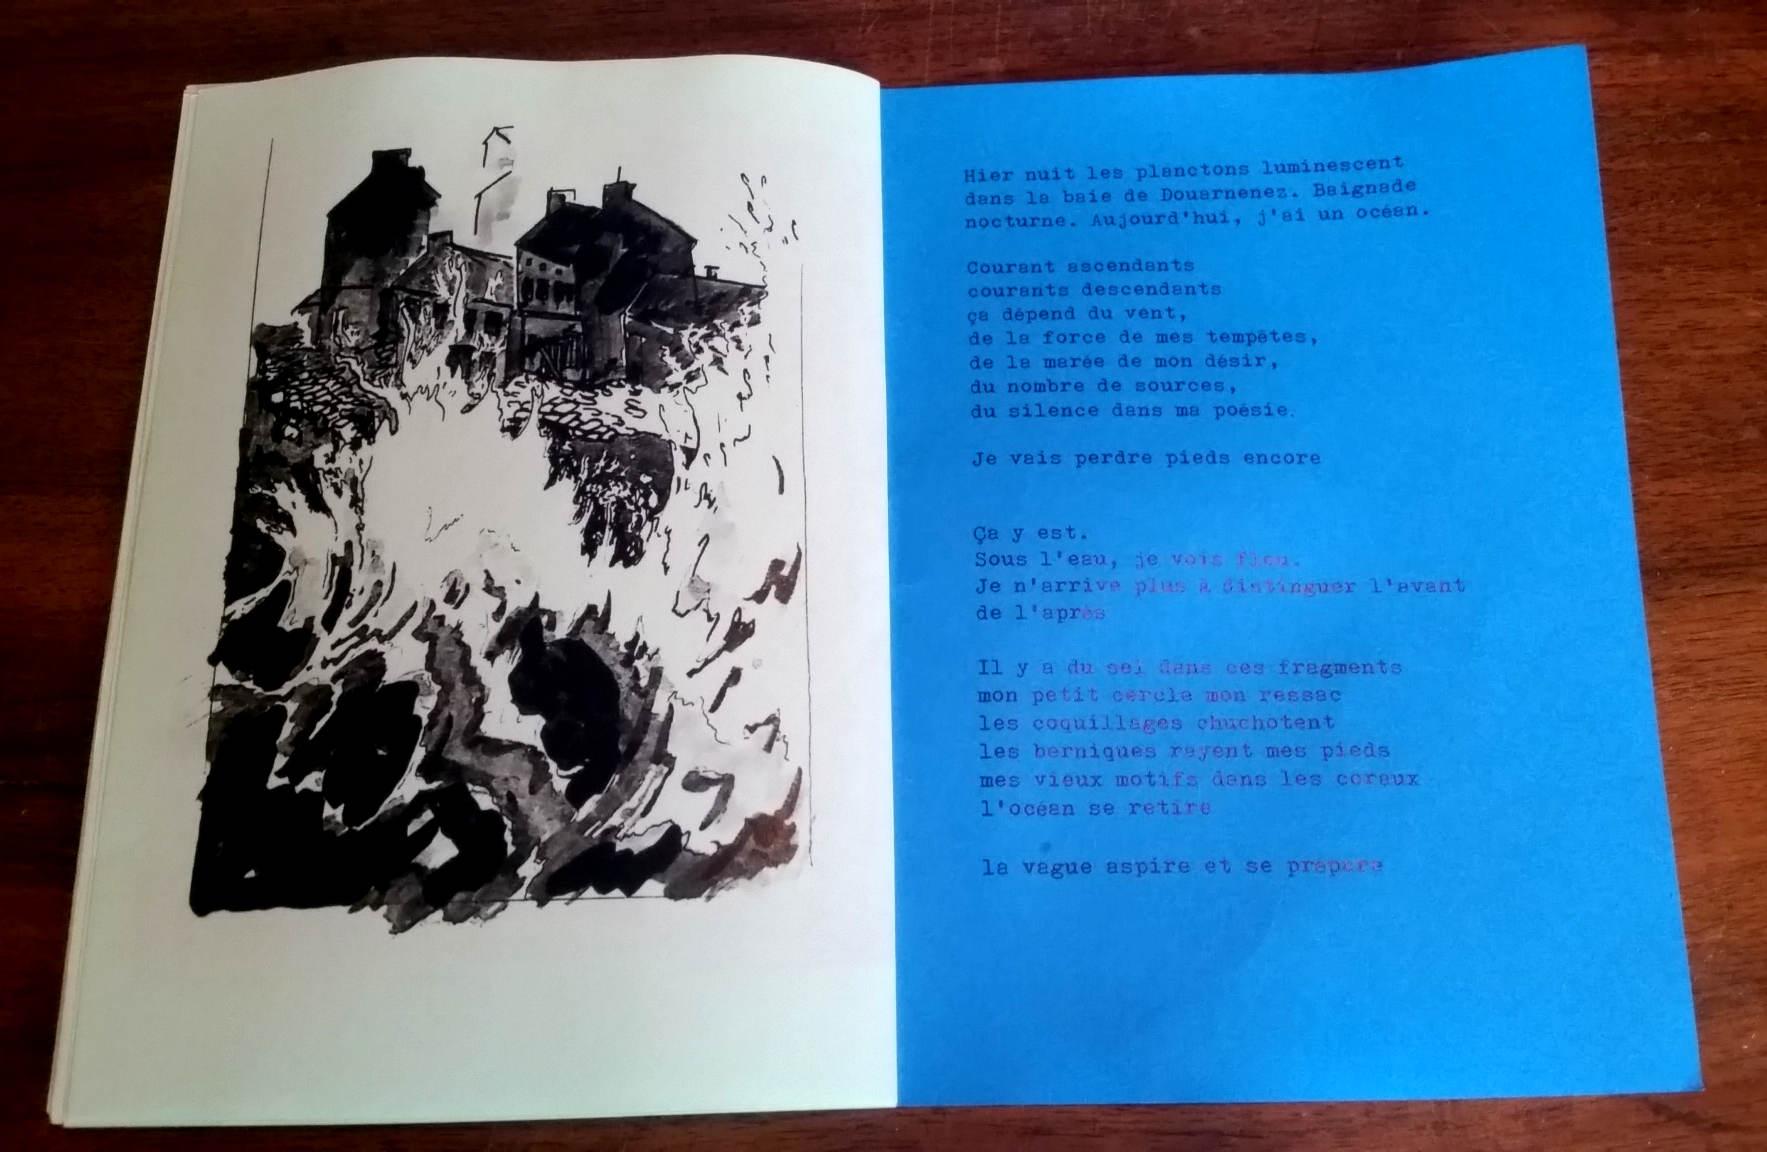 Hier nuit les planctons luminescent
dans la baie de Douarnenez. Baignade
nocturne. Aujourd'hui, j'ai un océan.
Courant ascendants
courants descendants
ça dépend du vent,
de la force de mes tempêtes,
de la marée de mon désir,
du nombre de sources,
du silence dans ma poésie.
Je vais perdre pieds encore
Ça y est.
Sous l'eau, je vois flou.
Je n'arrive plus à distinguer l'avant
de l'après
Il y a du sel dans ces fragments
mon petit cercle mon ressac
les coquillages chuchotent
les berniques rayent mes pieds
mes vieux motifs dans les coraux
l'océan se retire
la vague aspire et se prépare